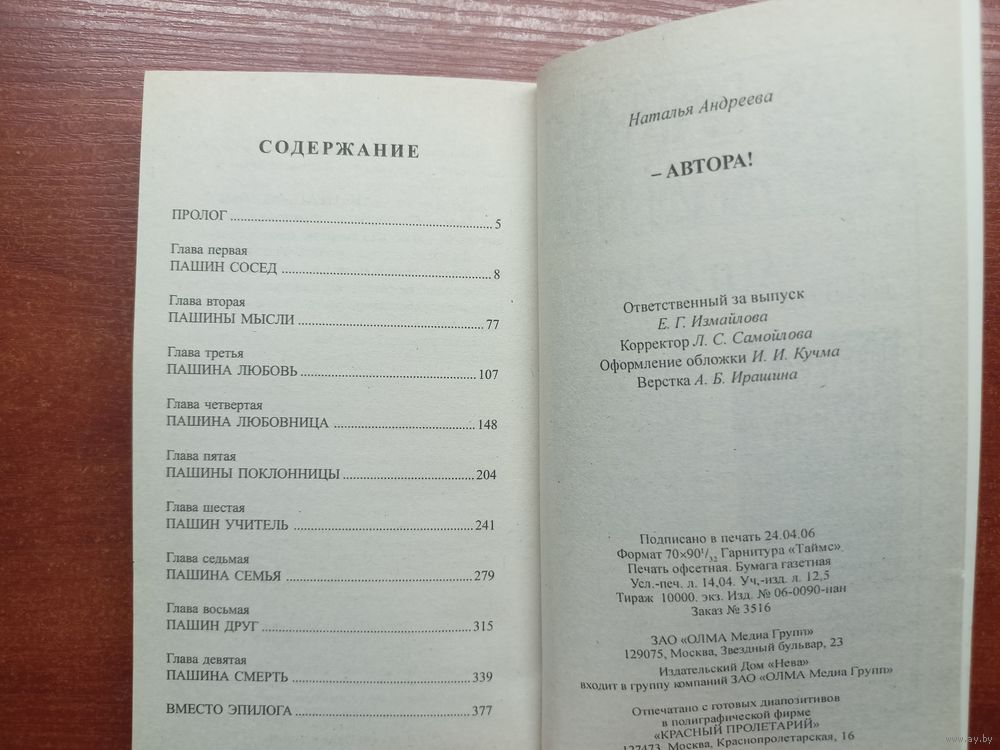 СОДЕРЖАНИЕ
ПРОЛОГ 5
Глава первая
ПАШИН СОСЕД 8
Глава вторая
ПАШИНЫ МЫСЛИ 77
Глава третья
ПАШИНА ЛЮБОВЬ 107
Глава четвертая
ПАШИНА ЛЮБОВНИЦА 148
Глава пятая
ПАШИНЫ ПОКЛОННИЦЫ 204
Глава шестая
ПАШИН УЧИТЕЛЬ 241
Глава седьмая
ПАШИНА СЕМЬЯ 279
Глава восьмая
ПАШИН ДРУГ 315
Глава девятая
ПАШИНА СМЕРТЬ 339
ВМЕСТО ЭПИЛОГА 377
Наталья Андреева
– АВТОРА!
Ответственный за выпуск
Е. Г. Измайлова
Корректор Л. С. Самойлова
Оформление обложки И. И. Кучма
Верстка А. Б. Ирашина
Подписано в печать 24.04.06
Формат 70×90¹/₃₂ Гарнитура «Таймс».
Печать офсетная. Бумага газетная
Усл.-печ. л. 14,04. Уч,-изд. л. 12,5
Тираж 10000. экз. Изд. № 06-0090-нан
Заказ № 3516
ЗАО «ОЛМА Медиа Групп»
129075, Москва, Звездный бульвар, 23
Издательский Дом «Нева»
входит в группу компаний ЗАО «ОЛМА Медиа Групп»
Отпечатано с готовых диапозитивов
в полиграфической фирме
«КРАСНЫЙ ПРОЛЕТАРИЙ»
127473, Москва, Краснопролетарская, 16
www.ay.by